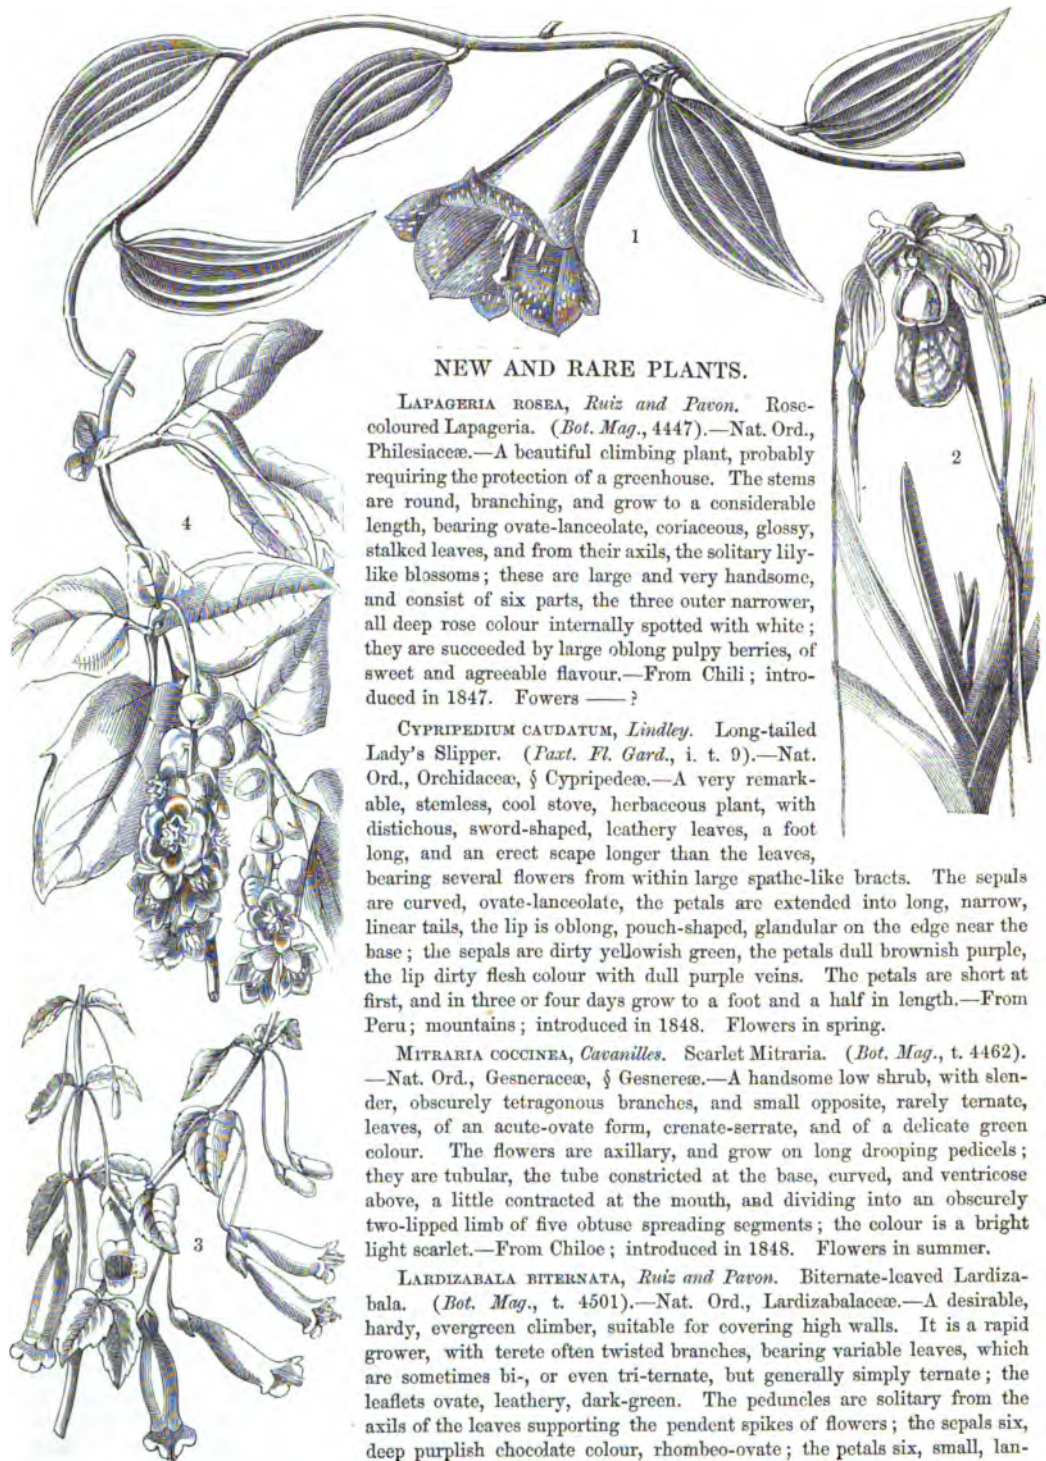 1
2
NEW AND RARE PLANTS.
LAPAGERIA ROSEA, Ruiz and Pavon. Rose-
coloured Lapageria. (Bot. Mag., 4447).—Nat. Ord.,
Philesiaceæ.—A beautiful climbing plant, probably
requiring the protection of a greenhouse. The stems
are round, branching, and grow to a considerable
length, bearing ovate-lanceolate, coriaceous, glossy,
stalked leaves, and from their axils, the solitary lily-
like blossoms; these are large and very handsome,
and consist of six parts, the three outer narrower,
all deep rose colour internally spotted with white;
they are succeeded by large oblong pulpy berries, of
sweet and agreeable flavour.—From Chili; intro-
duced in 1847. Fowers —— ?
4
CYPRIPEDIUM CAUDATUM, Lindley. Long-tailed
Lady's Slipper. (Paxt. Fl. Gard., i. t. 9).—Nat.
Ord., Orchidaceæ, § Cypripedeæ.—A very remark-
able, stemless, cool stove, herbaceous plant, with
distichous, sword-shaped, leathery leaves, a foot
long, and an erect scape longer than the leaves,
bearing several flowers from within large spathe-like bracts. The sepals
are curved, ovate-lanceolate, the petals are extended into long, narrow,
linear tails, the lip is oblong, pouch-shaped, glandular on the edge near the
base; the sepals are dirty yellowish green, the petals dull brownish purple,
the lip dirty flesh colour with dull purple veins. The petals are short at
first, and in three or four days grow to a foot and a half in length.—From
Peru; mountains; introduced in 1848. Flowers in spring.
MITRARIA COCCINEA, Cavanilles. Scarlet Mitraria. (Bot. Mag., t. 4462).
—Nat. Ord., Gesneraceæ, § Gesnereæ.—A handsome low shrub, with slen-
der, obscurely tetragonous branches, and small opposite, rarely ternate,
leaves, of an acute-ovate form, crenate-serrate, and of a delicate green
colour. The flowers are axillary, and grow on long drooping pedicels;
they are tubular, the tube constricted at the base, curved, and ventricose
above, a little contracted at the mouth, and dividing into an obscurely
two-lipped limb of five obtuse spreading segments; the colour is a bright
light scarlet.—From Chiloe; introduced in 1848. Flowers in summer.
3
LARDIZABALA BITERNATA, Ruiz and Pavon. Biternate-leaved Lardiza-
bala. (Bot. Mag., t. 4501).—Nat. Ord., Lardizabalaceæ.—A desirable,
hardy, evergreen climber, suitable for covering high walls. It is a rapid
grower, with terete often twisted branches, bearing variable leaves, which
are sometimes bi-, or even tri-ternate, but generally simply ternate; the
leaflets ovate, leathery, dark-green. The peduncles are solitary from the
axils of the leaves supporting the pendent spikes of flowers; the sepals six,
deep purplish chocolate colour, rhombeo-ovate; the petals six, small, lan-